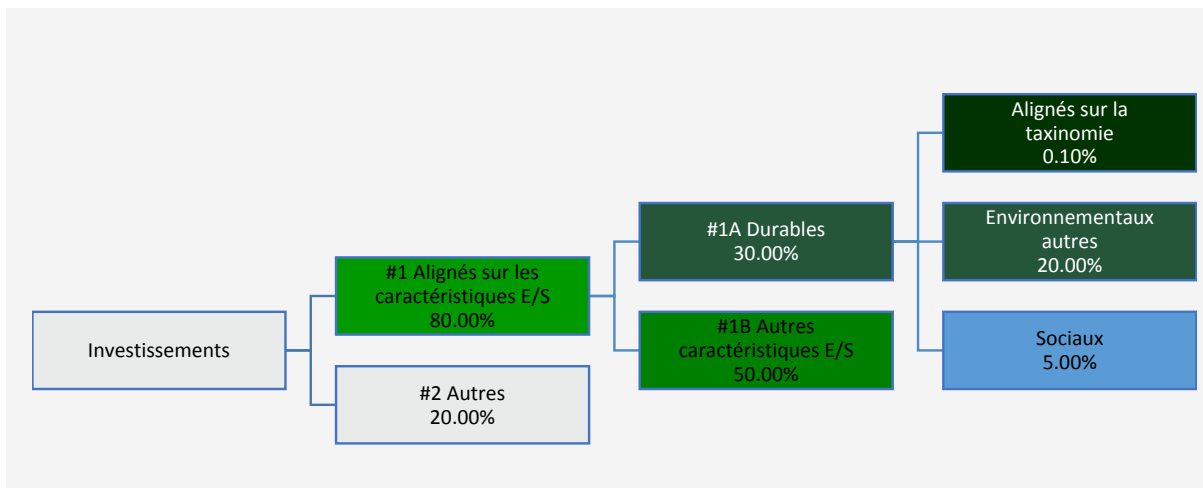 Investissements
#1 Alignés sur les
caractéristiques E/S
80.00%
#2 Autres
20.00%
#1A Durables
30.00%
#1B Autres
caractéristiques E/S
50.00%
Alignés sur la
taxinomie
0.10%
Environnementaux
autres
20.00%
Sociaux
5.00%